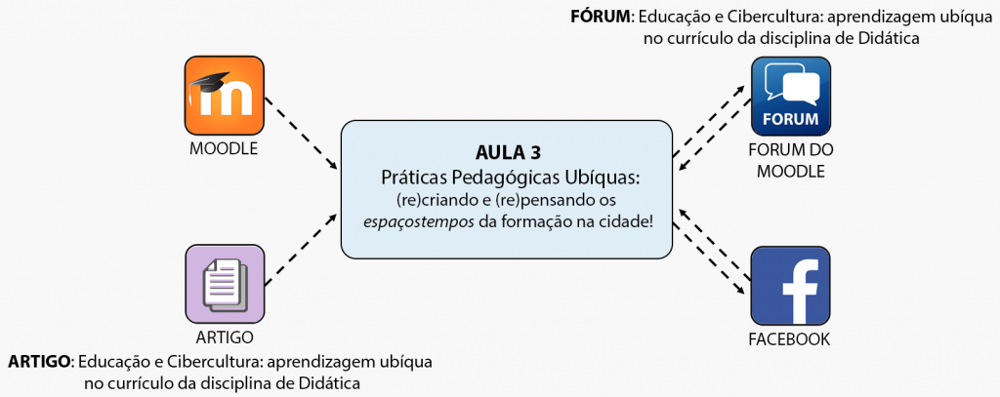 FÓRUM: Educação e Cibercultura: aprendizagem ubíqua
no currículo da disciplina de Didática
m
MOODLE
FORUM
FORUM DO
MOODLE
AULA 3
Práticas Pedagógicas Ubíquas:
(re)criando e (re)pensando os
espaçostempos da formação na cidade!
ARTIGO
f
FACEBOOK
ARTIGO: Educação e Cibercultura: aprendizagem ubíqua
no currículo da disciplina de Didática